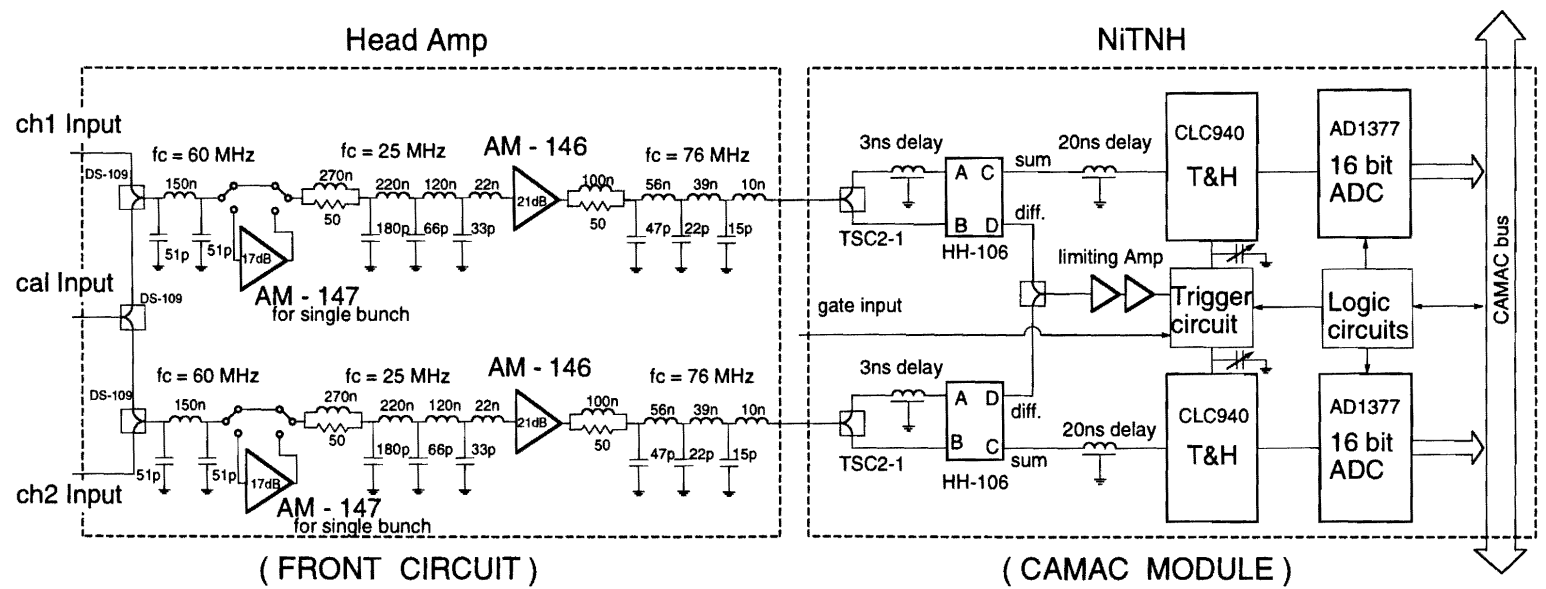 Head Amp
NiTNH
ch1 Input
DS-109
fc = 60 MHz
150n
51p
51p
17dB
AM - 147
for single bunch
fc = 25 MHz
270n
50
220n
120n
22n
180p
66p
33p
AM - 146
21dB
100n
50
fc = 76 MHz
56n
39n
10n
47p
22p
15p
cal Input
DS-109
DS-109
fc = 60 MHz
150n
51p
51p
17dB
AM - 147
for single bunch
ch2 Input
fc = 25 MHz
270n
50
220n
120n
22n
180p
66p
33p
AM - 146
21dB
100n
50
fc = 76 MHz
56n
39n
10n
47p
22p
15p
3ns delay
TSC2-1
A C
B D
HH-106
sum
diff.
20ns delay
CLC940
T&H
AD1377
16 bit
ADC
limiting Amp
gate input
Trigger
circuit
Logic
circuits
CAMAC bus
3ns delay
TSC2-1
A D
B C
HH-106
diff.
sum
20ns delay
CLC940
T&H
AD1377
16 bit
ADC
( FRONT CIRCUIT )
( CAMAC MODULE )